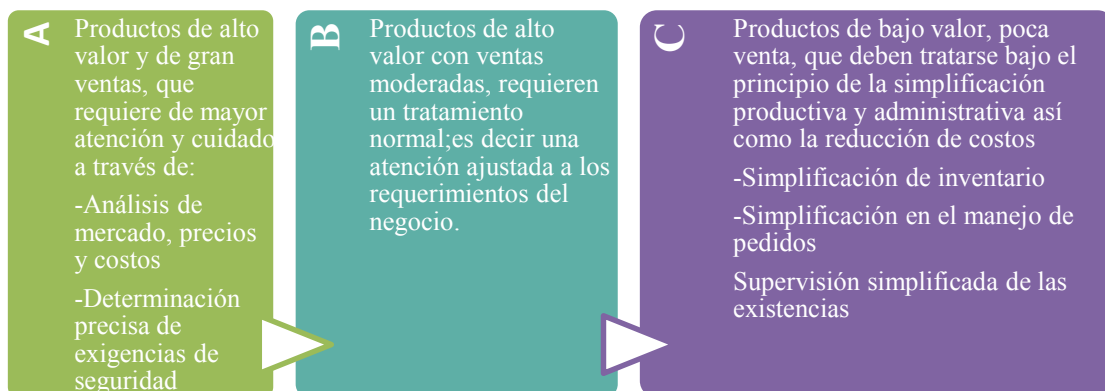 A
Productos de alto
valor y de gran
ventas, que
requiere de mayor
atención y cuidado
a través de:
-Análisis de
mercado, precios
y costos
-Determinación
precisa de
exigencias de
seguridad
B
Productos de alto
valor con ventas
moderadas, requieren
un tratamiento
normal;es decir una
atención ajustada a los
requerimientos del
negocio.
C
Productos de bajo valor, poca
venta, que deben tratarse bajo el
principio de la simplificación
productiva y administrativa así
como la reducción de costos
-Simplificación de inventario
-Simplificación en el manejo de
pedidos
Supervisión simplificada de las
existencias